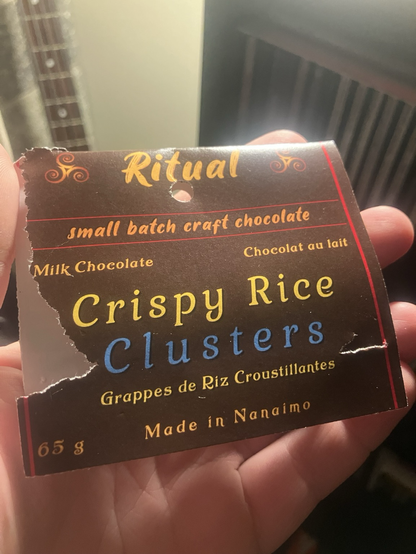 Ritual
small batch craft chocolate
Milk Chocolate
Chocolat au lait
Crispy Rice
Clusters
Grappes de Riz Croustillantes
Made in Nanaimo
65 g